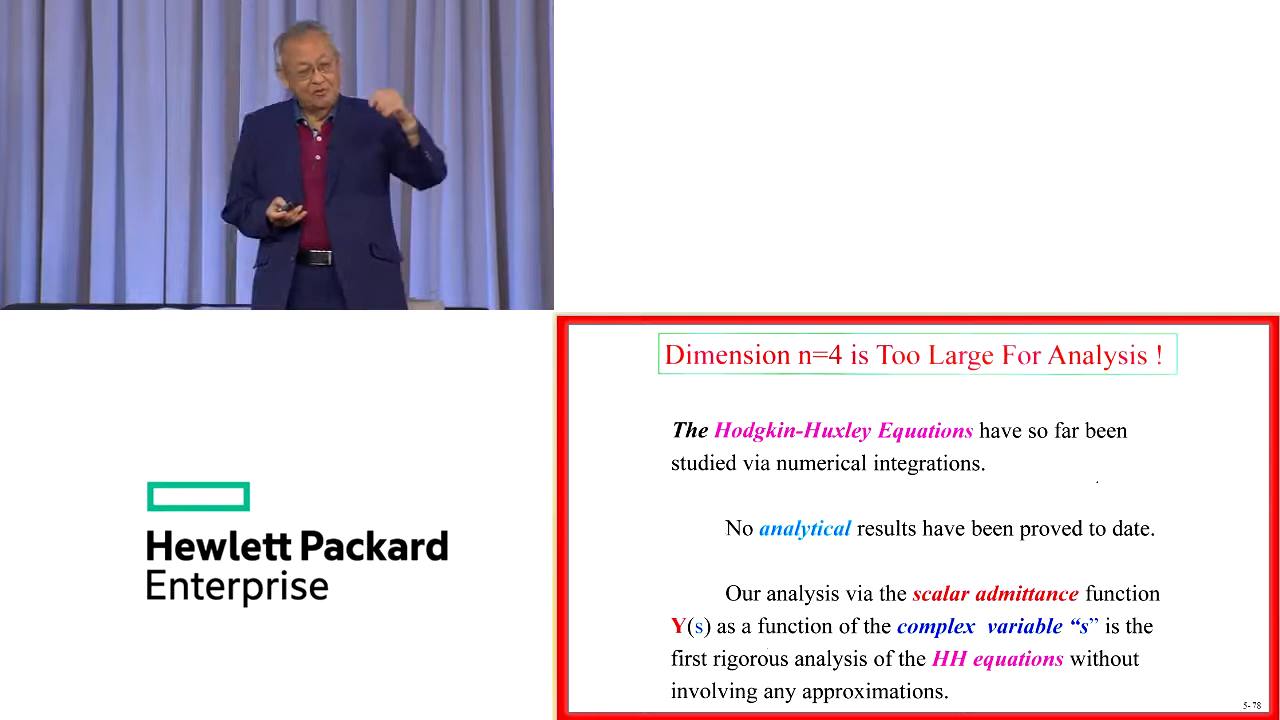 Dimension n=4 is Too Large For Analysis !
The Hodgkin-Huxley Equations have so far been
studied via numerical integrations.
No analytical results have been proved to date.
Our analysis via the scalar admittance function
Y(s) as a function of the complex variable “s” is the
first rigorous analysis of the HH equations without
involving any approximations.
5- 78
Hewlett Packard
Enterprise